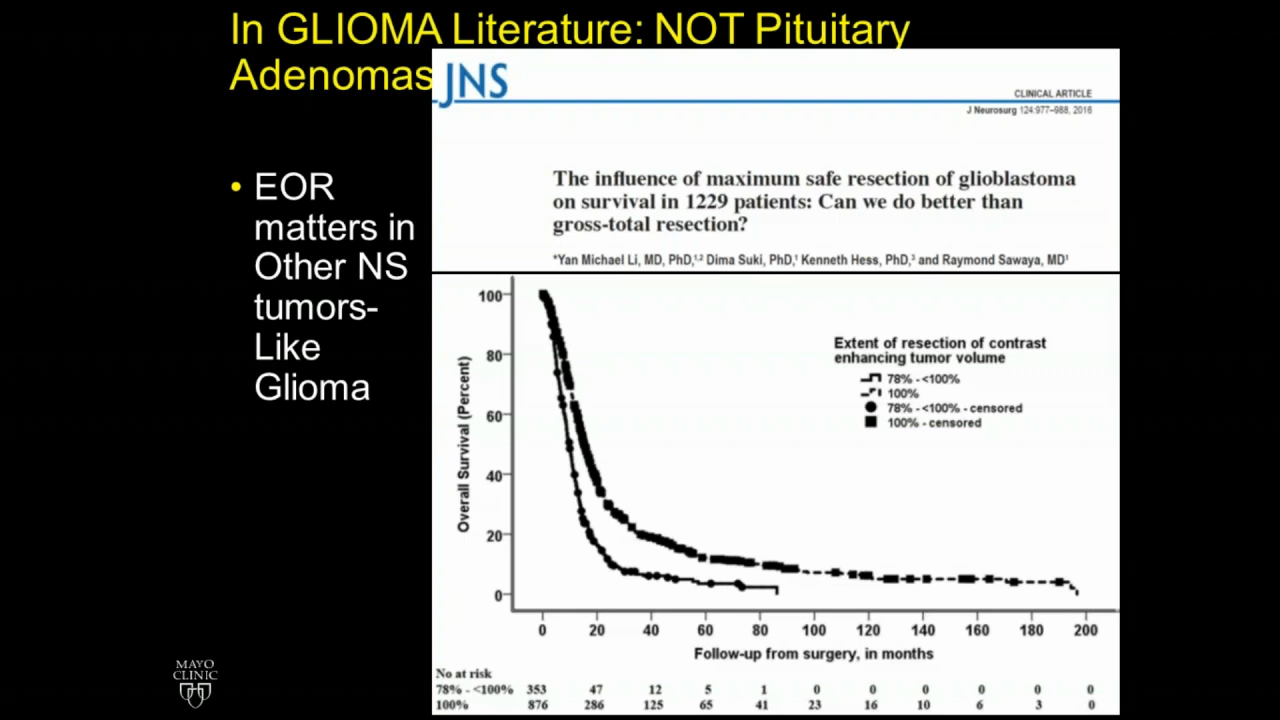 In GLIOMA Literature: NOT Pituitary
Adenomas
JNS
CLINICAL ARTICLE
J Neurosurg 124:977–988, 2016
The influence of maximum safe resection of glioblastoma
on survival in 1229 patients: Can we do better than
gross-total resection?
*Yan Michael Li, MD, PhD,1,2 Dima Suki, PhD,1 Kenneth Hess, PhD,3 and Raymond Sawaya, MD1
• EOR
matters in
Other NS
tumors-
Like
Glioma
Overall Survival (Percent)
100
80
60
40
20
0
Extent of resection of contrast
enhancing tumor volume
78% - <100%
100%
78% - <100% - censored
100% - censored
0 20 40 60 80 100 120 140 160 180 200
Follow-up from surgery, in months
No at risk
78% - <100% 353 47 12 5 1 0 0 0 0 0 0
100% 876 286 125 65 41 23 16 10 6 3 0
MAYO
CLINIC